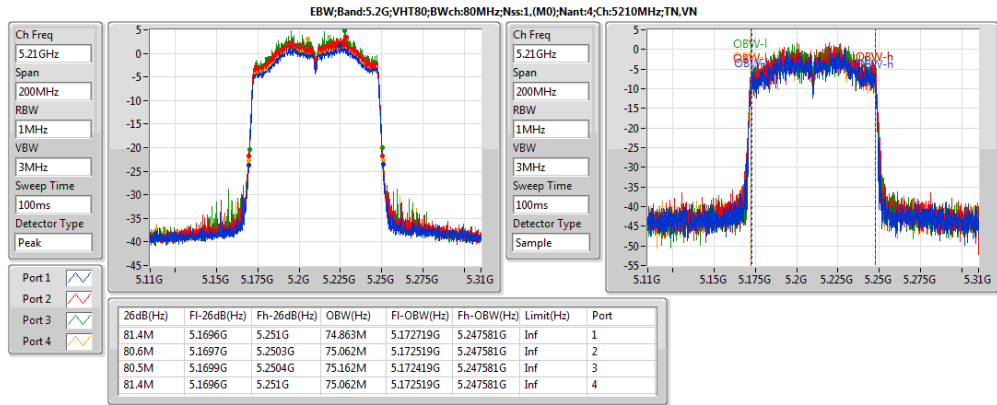 EBW;Band:5.2G;VHT80;BWch:80MHz;Nss:1,(M0);Nant:4;Ch:5210MHz;TN,VN
Ch Freq
5.21GHz
Span
200MHz
RBW
1MHz
VBW
3MHz
Sweep Time
100ms
Detector Type
Peak
5
0
-5
-10
-15
-20
-25
-30
-35
-40
-45
5.11G 5.15G 5.175G 5.2G 5.225G 5.25G 5.275G 5.31G
Ch Freq
5.21GHz
Span
200MHz
RBW
1MHz
VBW
3MHz
Sweep Time
100ms
Detector Type
Sample
5
0
-5
-10
-15
-20
-25
-30
-35
-40
-45
-50
-55
OBW-l
OBW-h
OBW-h
5.11G 5.15G 5.175G 5.2G 5.225G 5.25G 5.275G 5.31G
Port 1
Port 2
Port 3
Port 4
26dB(Hz) Fl-26dB(Hz) Fh-26dB(Hz) OBW(Hz) Fl-OBW(Hz) Fh-OBW(Hz) Limit(Hz) Port
81.4M 5.1696G 5.251G 74.863M 5.172719G 5.247581G Inf 1
80.6M 5.1697G 5.2503G 75.062M 5.172519G 5.247581G Inf 2
80.5M 5.1699G 5.2504G 75.162M 5.172419G 5.247581G Inf 3
81.4M 5.1696G 5.251G 75.062M 5.172519G 5.247581G Inf 4